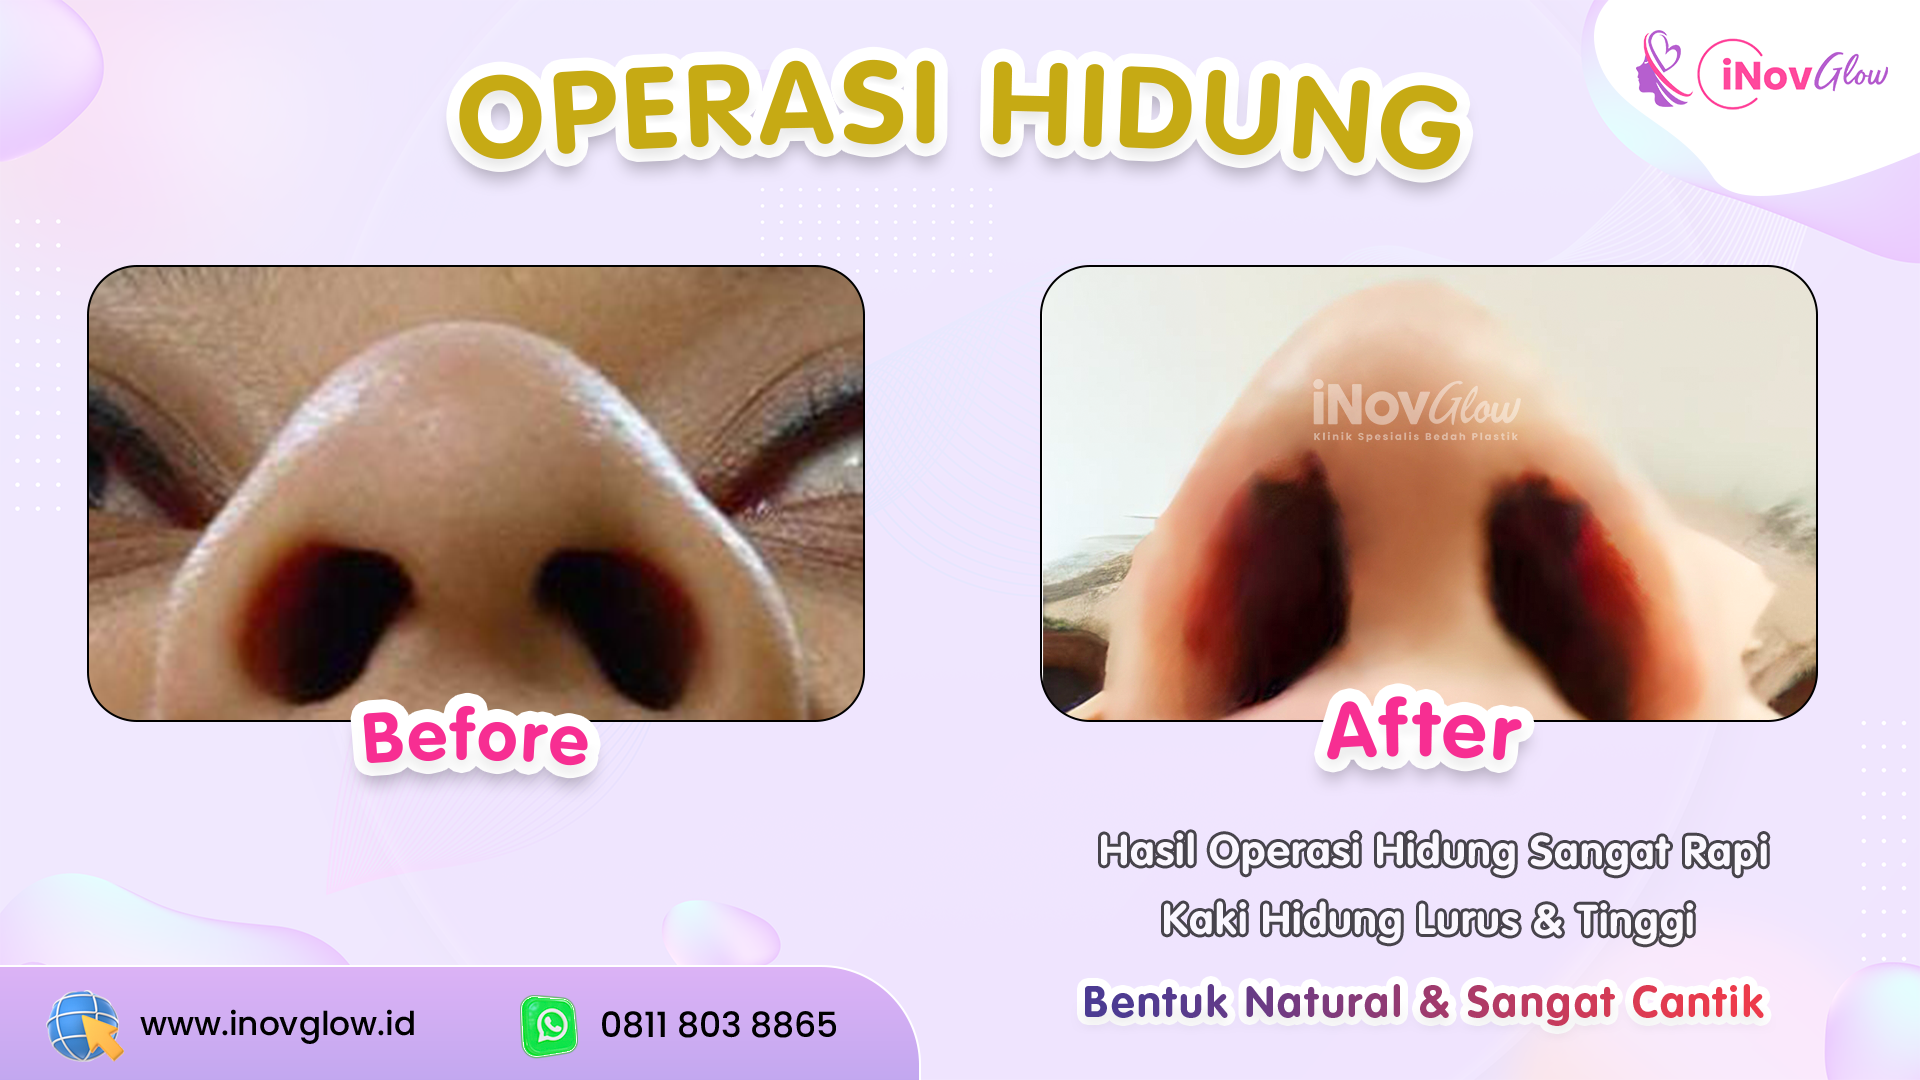 OPERASI HIDUNG
iNovGlow
iNovGlow
Klinik Spesialis Bedah Plastik
Before
After
Hasil Operasi Hidung Sangat Rapi
Kaki Hidung Lurus & Tinggi
Bentuk Natural & Sangat Cantik
www.inovglow.id
0811 803 8865